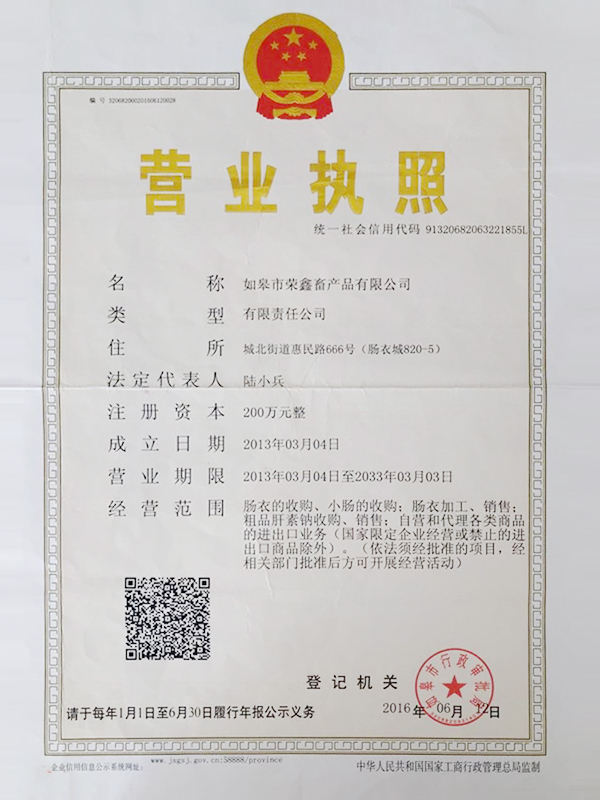 编 号 320682000201606120028
营业执照
统一社会信用代码 91320682063221855L
名 称 如皋市荣鑫畜产品有限公司
类 型 有限责任公司
住 所 城北街道惠民路666号（肠衣城820-5）
法定代表人 陆小兵
注册资本 200万元整
成立日期 2013年03月04日
营业期限 2013年03月04日至2033年03月03日
经营范围 肠衣的收购、小肠的收购；肠衣加工、销售；
粗品肝素钠收购、销售；自营和代理各类商品
的进出口业务（国家限定企业经营或禁止的进
出口商品除外）。（依法须经批准的项目，经
相关部门批准后方可开展经营活动）
登记机关
如皋市行政审批局
2016 年 06 月 12 日
请于每年1月1日至6月30日履行年报公示义务
企业信用信息公示系统网址： www.jsgsj.gov.cn:58888/province
中华人民共和国国家工商行政管理总局监制